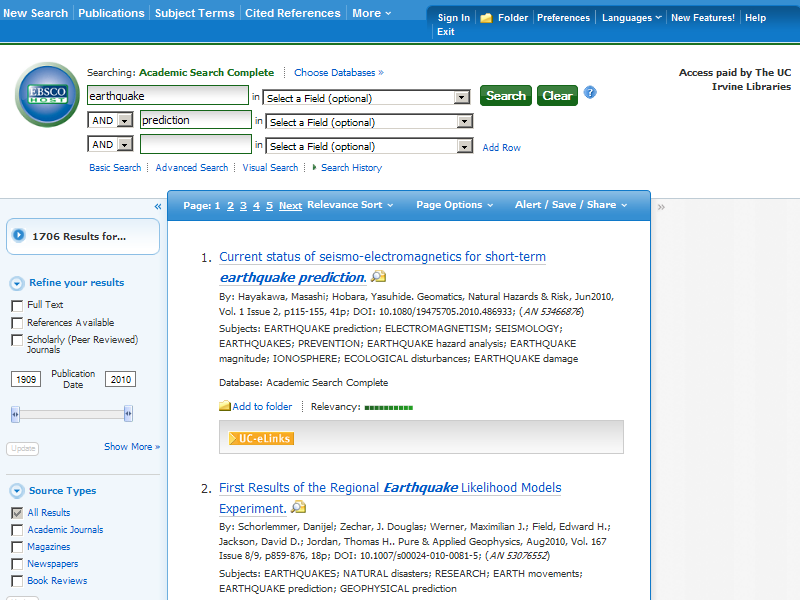 New Search Publications Subject Terms Cited References More
Sign In Folder Preferences Languages New Features! Help
Exit
EBSCO
HOST
Searching: Academic Search Complete Choose Databases »
earthquake in Select a Field (optional) Search Clear ?
AND prediction in Select a Field (optional)
AND in Select a Field (optional) Add Row
Basic Search Advanced Search Visual Search Search History
Access paid by The UC
Irvine Libraries
«
1706 Results for...
Refine your results
Full Text
References Available
Scholarly (Peer Reviewed)
Journals
1909 Publication Date 2010
Update Show More »
Source Types
All Results
Academic Journals
Magazines
Newspapers
Book Reviews
Page: 1 2 3 4 5 Next Relevance Sort Page Options Alert / Save / Share »
1. Current status of seismo-electromagnetics for short-term
earthquake prediction.
By: Hayakawa, Masashi; Hobara, Yasuhide. Geomatics, Natural Hazards & Risk, Jun2010,
Vol. 1 Issue 2, p115-155, 41p; DOI: 10.1080/19475705.2010.486933; (AN 53466876)
Subjects: EARTHQUAKE prediction; ELECTROMAGNETISM; SEISMOLOGY;
EARTHQUAKES; PREVENTION; EARTHQUAKE hazard analysis; EARTHQUAKE
magnitude; IONOSPHERE; ECOLOGICAL disturbances; EARTHQUAKE damage
Database: Academic Search Complete
Add to folder Relevancy:
UC-eLinks
2. First Results of the Regional Earthquake Likelihood Models
Experiment.
By: Schorlemmer, Danijel; Zechar, J. Douglas; Werner, Maximilian J.; Field, Edward H.;
Jackson, David D.; Jordan, Thomas H.. Pure & Applied Geophysics, Aug2010, Vol. 167
Issue 8/9, p859-876, 18p; DOI: 10.1007/s00024-010-0081-5; (AN 53076552)
Subjects: EARTHQUAKES; NATURAL disasters; RESEARCH; EARTH movements;
EARTHQUAKE prediction; GEOPHYSICAL prediction